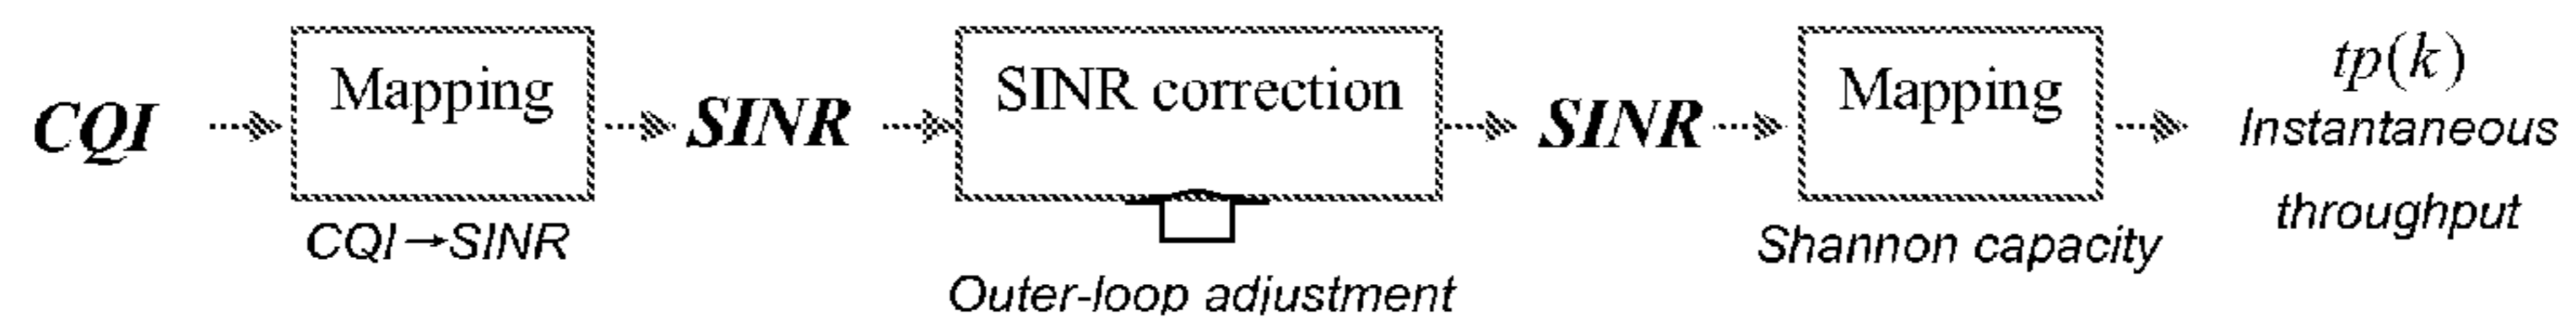 CQI
Mapping
CQI→SINR
SINR
SINR correction
Outer-loop adjustment
SINR
Mapping
Shannon capacity
tp(k)
Instantaneous
throughput